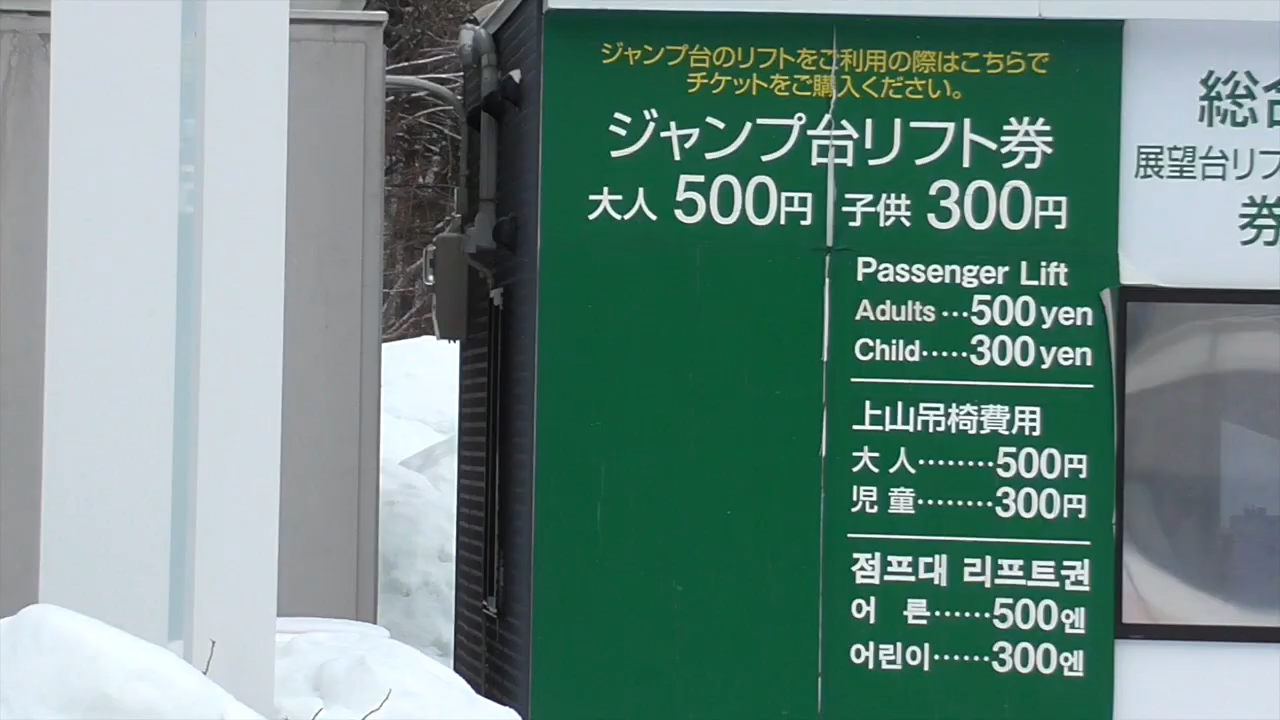 ジャンプ台のリフトをご利用の際はこちらで
チケットをご購入ください。
ジャンプ台リフト券
大人 500円 子供 300円
Passenger Lift
Adults …500 yen
Child……300 yen
上山吊椅費用
大 人………500円
児 童………300円
점프대 리프트권
어 른……500엔
어린이……300엔
総
展望台リフ
券